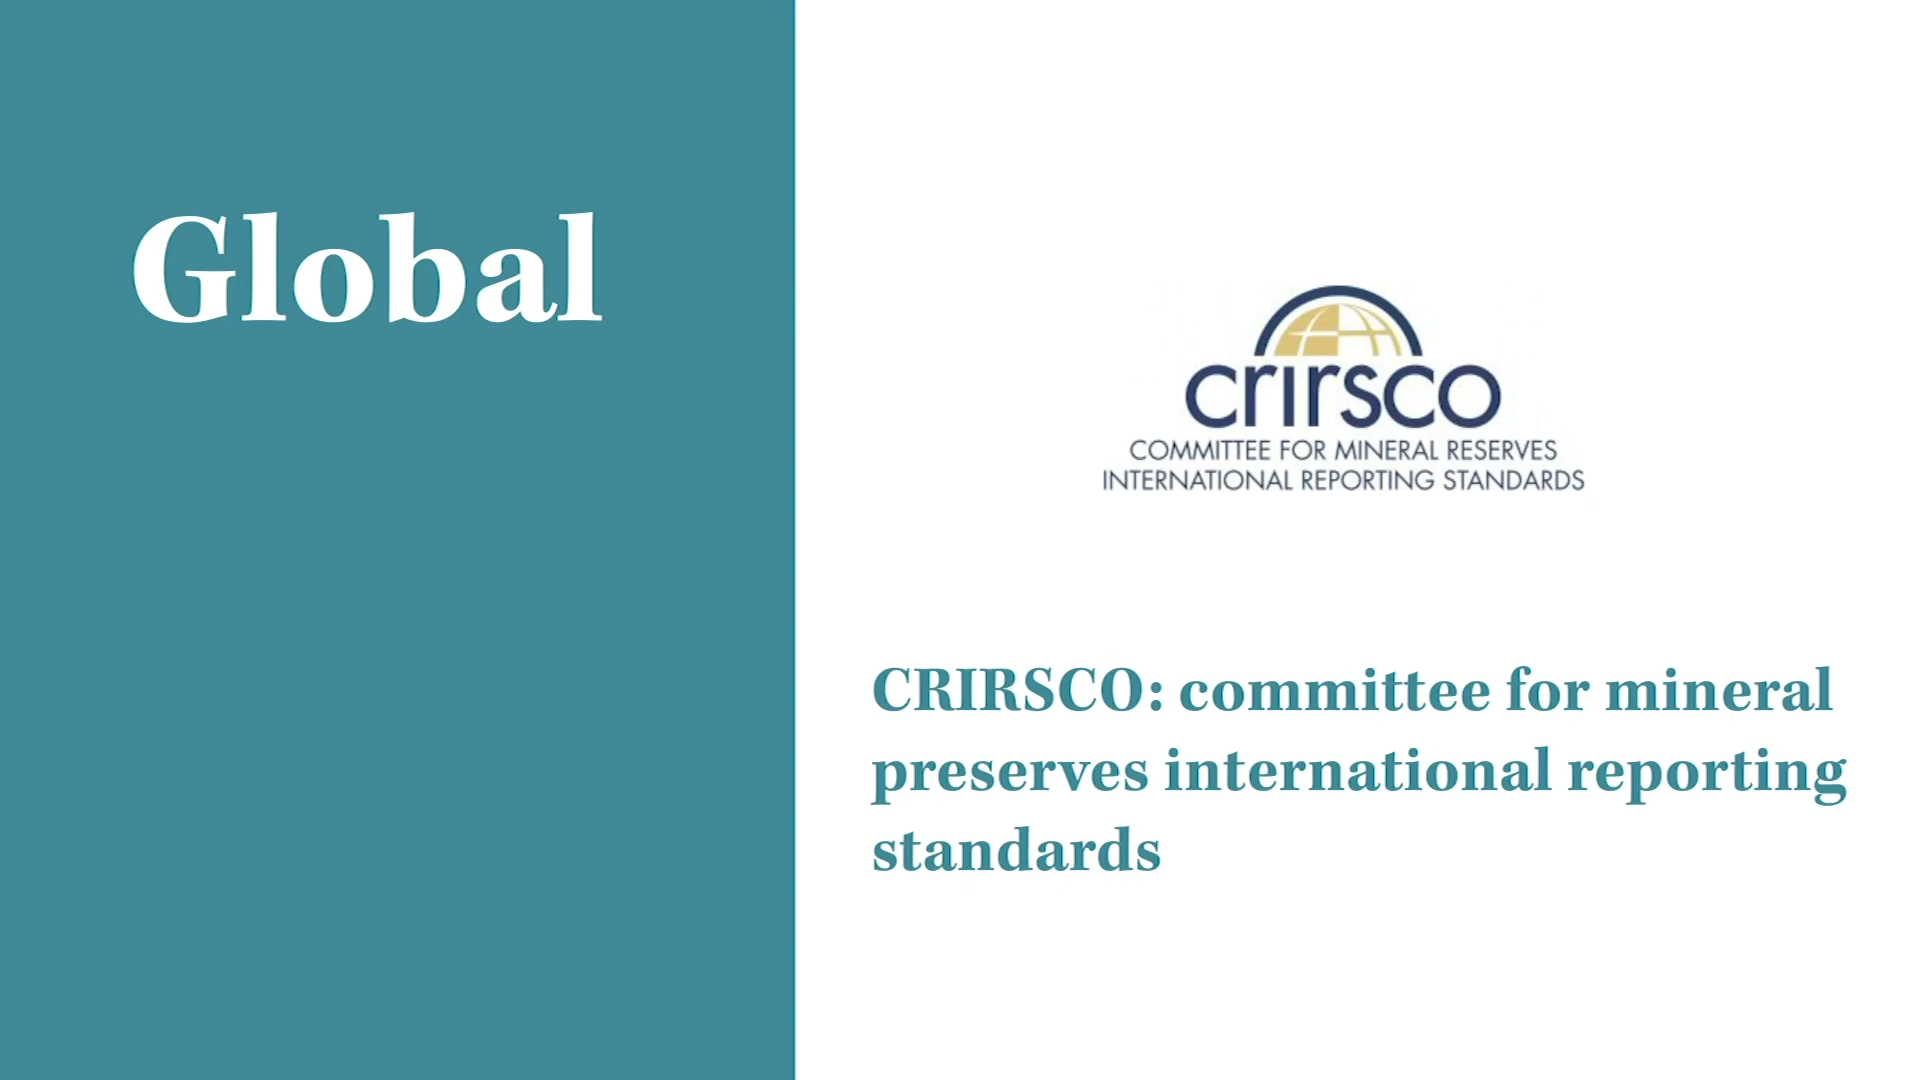 Global
crirsco
COMMITTEE FOR MINERAL RESERVES
INTERNATIONAL REPORTING STANDARDS
CRIRSCO: committee for mineral
preserves international reporting
standards